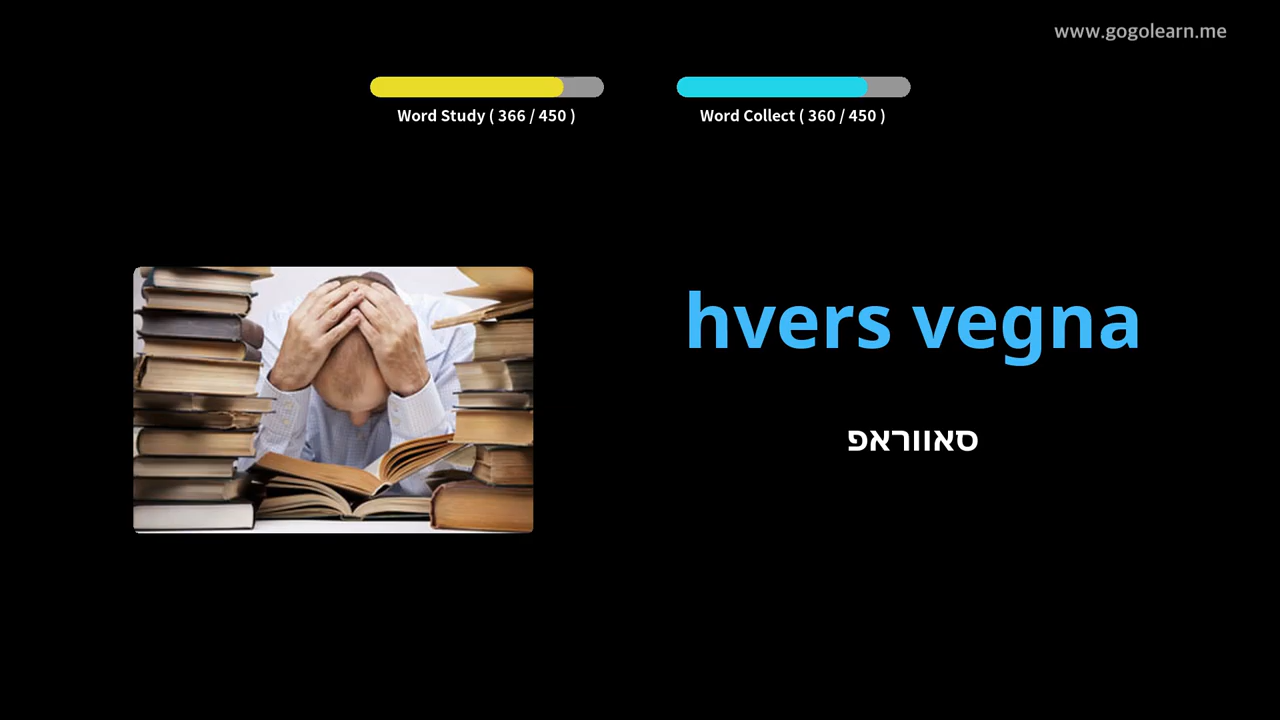 www.gogolearn.me
Word Study ( 366 / 450 )
Word Collect ( 360 / 450 )
hvers vegna
סאווראפ